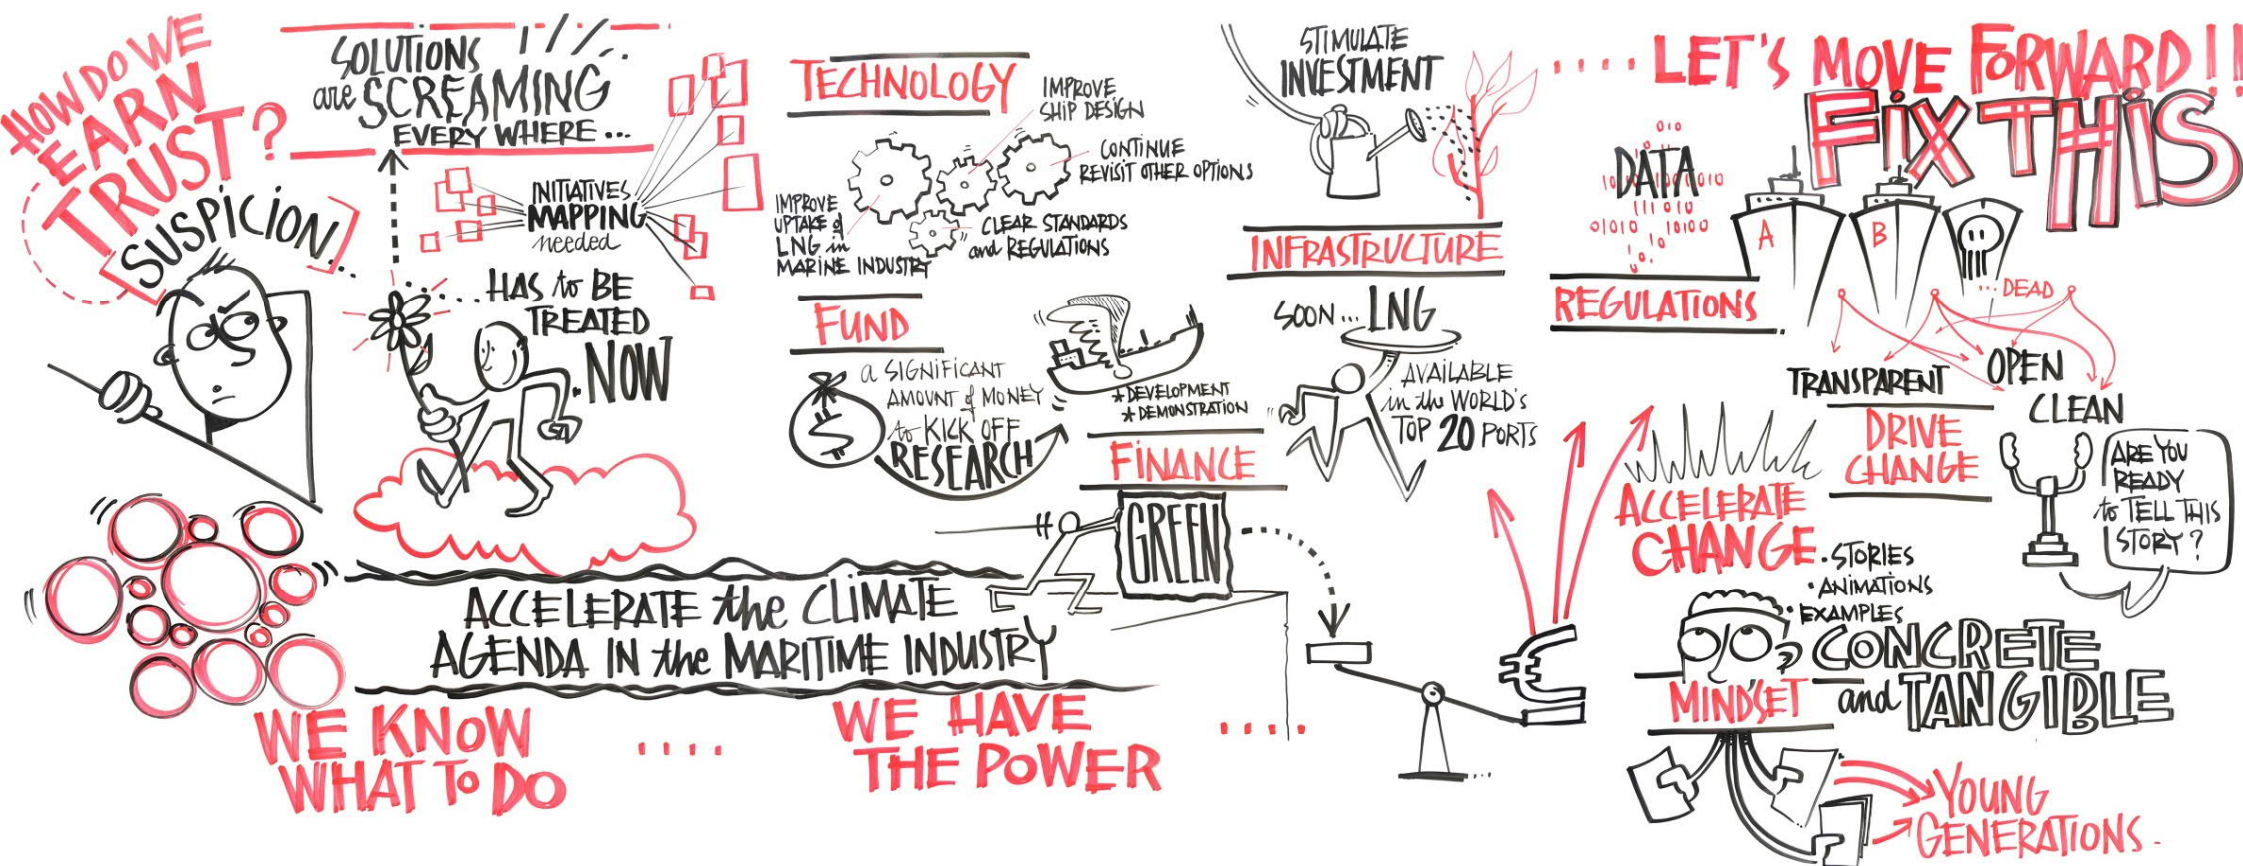 HOW DO WE
EARN
TRUST?
[SUSPICION]...
SOLUTIONS
are SCREAMING
EVERY WHERE...
INITIATIVES
MAPPING
needed
....HAS to BE
TREATED
.NOW
ACCELERATE the CLIMATE
AGENDA IN the MARITIME INDUSTRY
WE KNOW
WHAT TO DO
....
WE HAVE
THE POWER
....
TECHNOLOGY
IMPROVE
SHIP DESIGN
CONTINUE
REVISIT OTHER OPTIONS
IMPROVE
UPTAKE of
LNG in
MARINE INDUSTRY
CLEAR STANDARDS
and REGULATIONS
FUND
$
a SIGNIFICANT
AMOUNT of MONEY
to KICK OFF
RESEARCH
* DEVELOPMENT
* DEMONSTRATION
FINANCE
GREEN
€
STIMULATE
INVESTMENT
INFRASTRUCTURE
SOON... LNG
AVAILABLE
in the WORLD'S
TOP 20 PORTS
.... LET'S MOVE FORWARD!!
FIX THIS
010
DATA
111010
01010
10100
A
B
... DEAD
REGULATIONS
TRANSPARENT
OPEN
CLEAN
DRIVE
CHANGE
ARE YOU
READY
to TELL THIS
STORY?
ACCELERATE
CHANGE
• STORIES
• ANIMATIONS
• EXAMPLES
CONCRETE
and TANGIBLE
MINDSET
YOUNG
GENERATIONS.